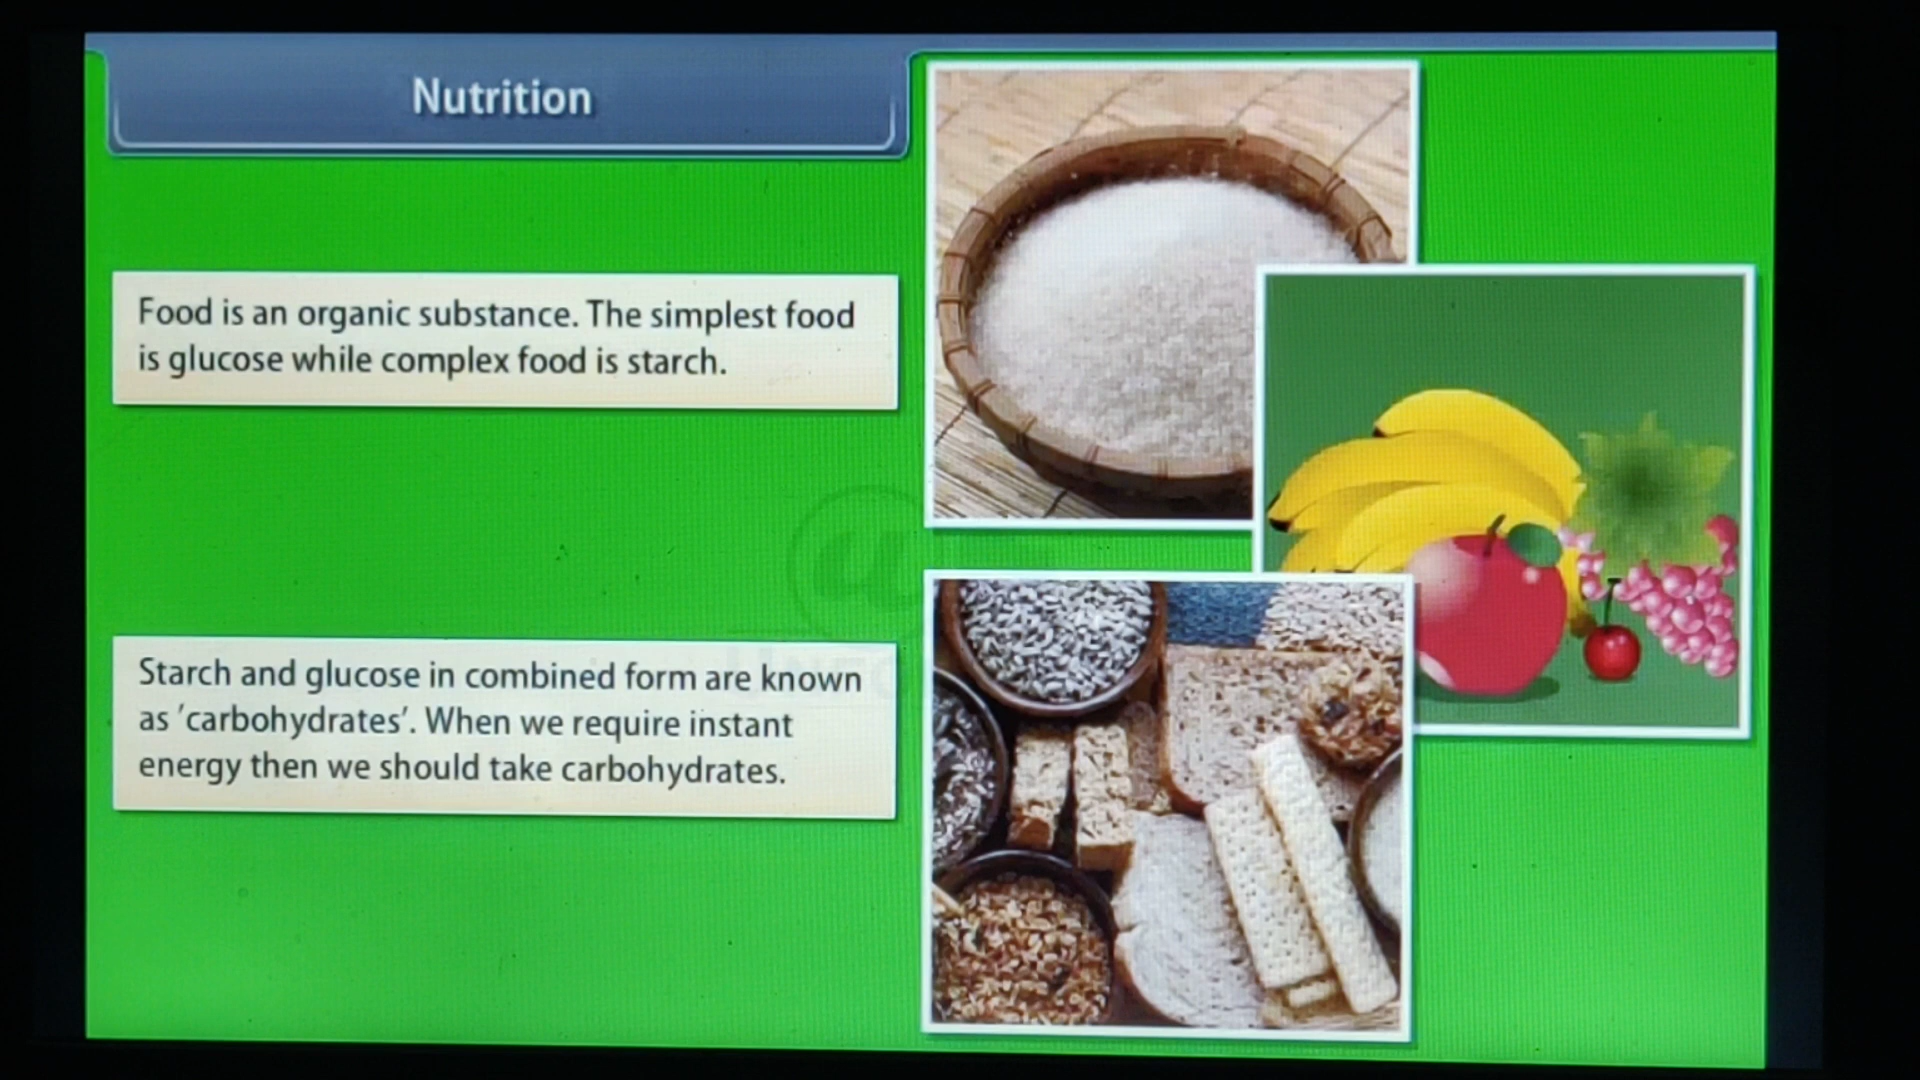 Nutrition
Food is an organic substance. The simplest food
is glucose while complex food is starch.
Starch and glucose in combined form are known
as 'carbohydrates'. When we require instant
energy then we should take carbohydrates.